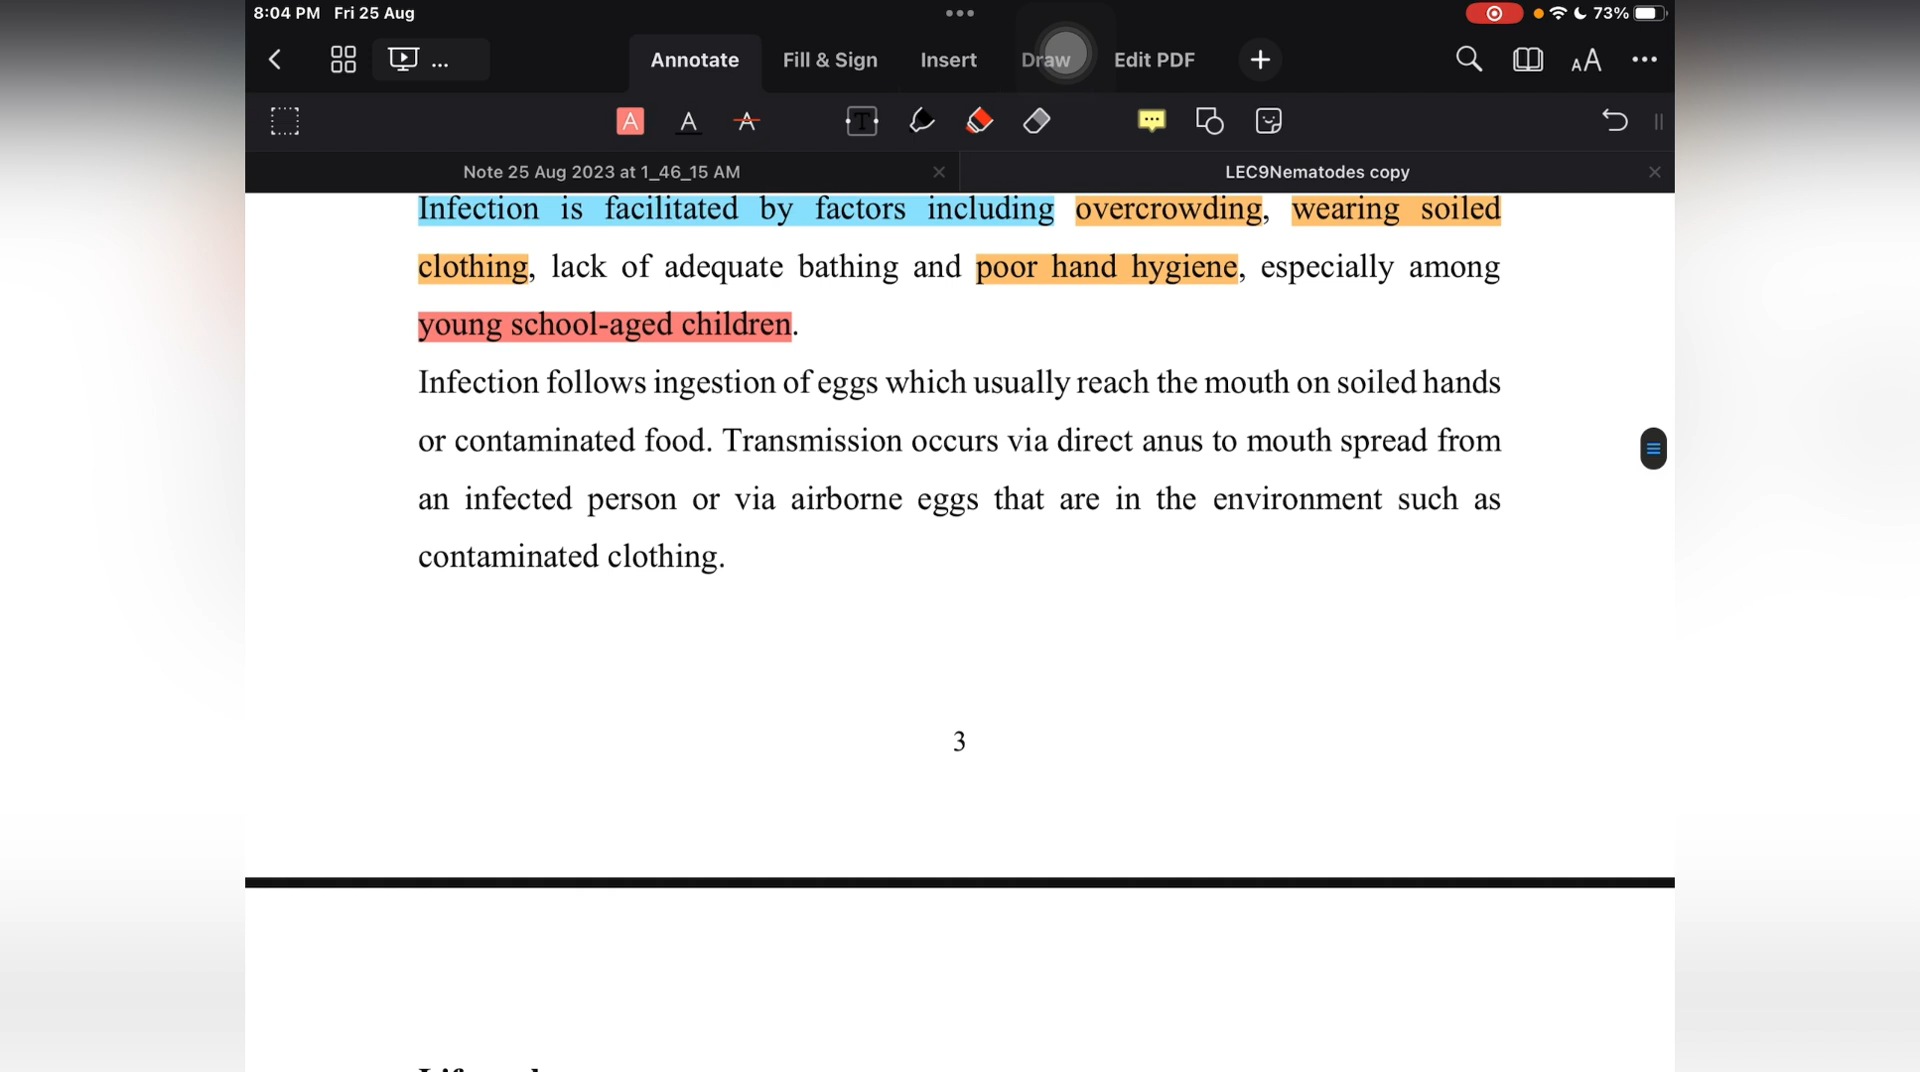 8:04 PM Fri 25 Aug
73%
...
Annotate
Fill & Sign
Insert
Draw
Edit PDF
AA
A
A
A
T
Note 25 Aug 2023 at 1_46_15 AM
LEC9Nematodes copy
Infection is facilitated by factors including overcrowding, wearing soiled
clothing, lack of adequate bathing and poor hand hygiene, especially among
young school-aged children.
Infection follows ingestion of eggs which usually reach the mouth on soiled hands
or contaminated food. Transmission occurs via direct anus to mouth spread from
an infected person or via airborne eggs that are in the environment such as
contaminated clothing.
3